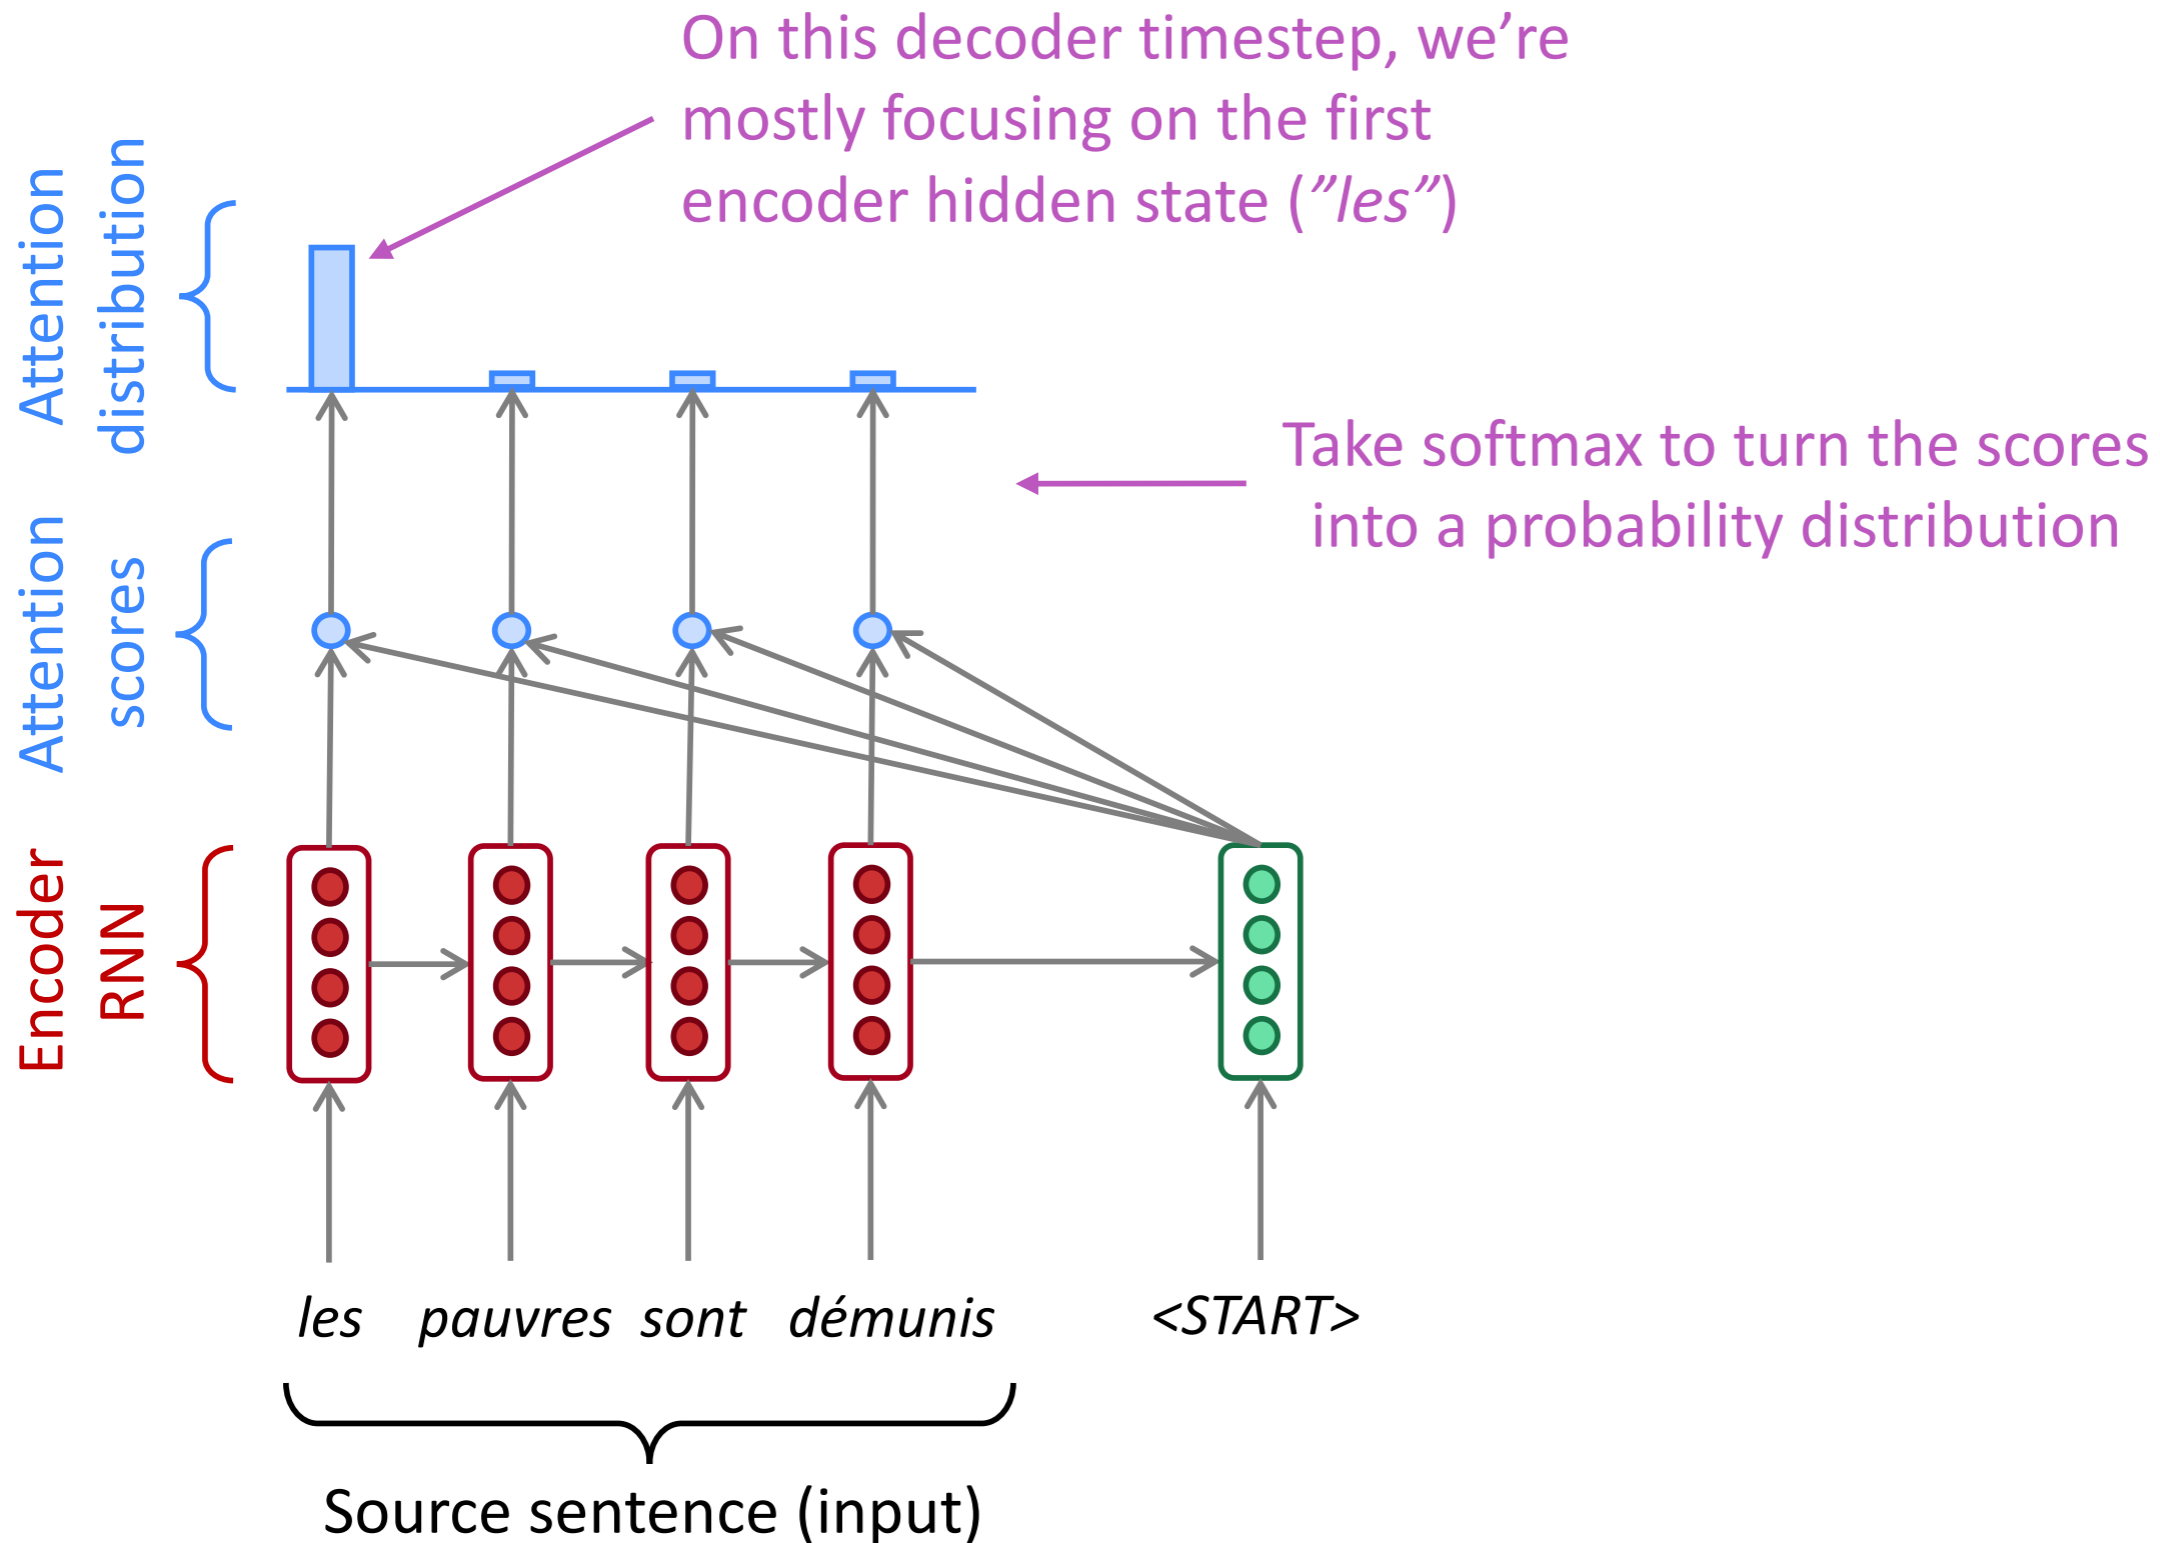 On this decoder timestep, we’re
mostly focusing on the first
encoder hidden state (”les”)
Attention
distribution
Take softmax to turn the scores
into a probability distribution
Attention
scores
Encoder
RNN
les pauvres sont démunis <START>
Source sentence (input)